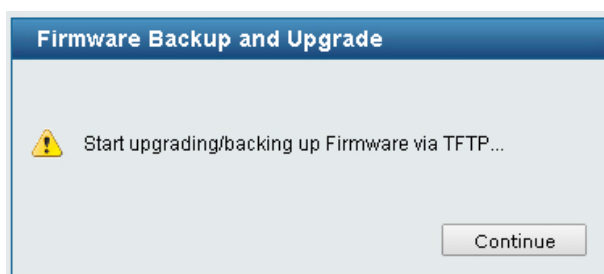 Firmware Backup and Upgrade
Start upgrading/backing up Firmware via TFTP...
Continue